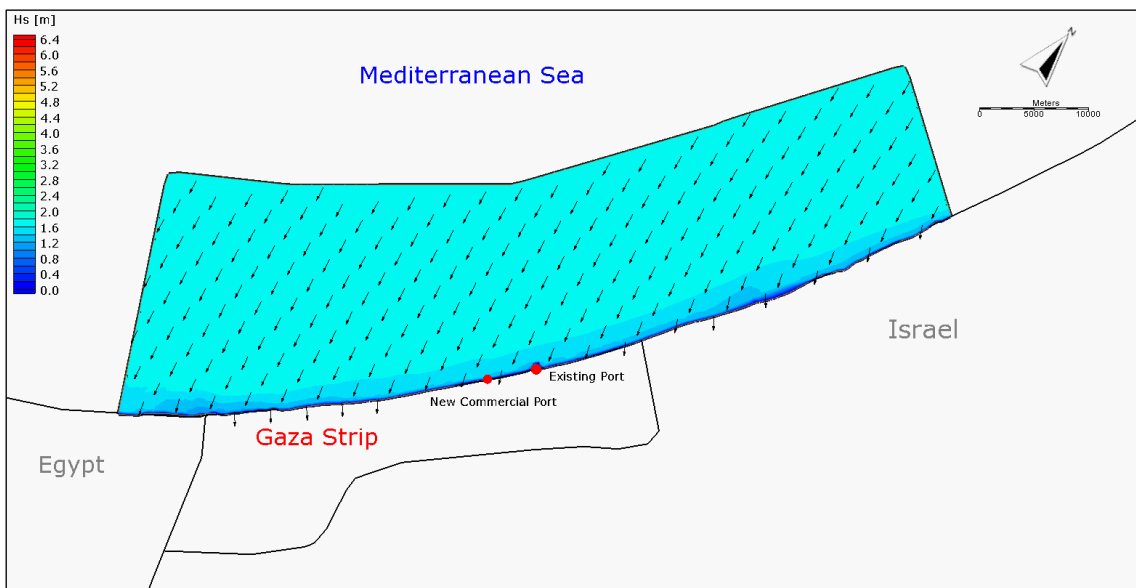 Hs [m]
6.4
6.0
5.6
5.2
4.8
4.4
4.0
3.6
3.2
2.8
2.4
2.0
1.6
1.2
0.8
0.4
0.0
Mediterranean Sea
N
Meters
0 5000 10000
Israel
Existing Port
New Commercial Port
Gaza Strip
Egypt